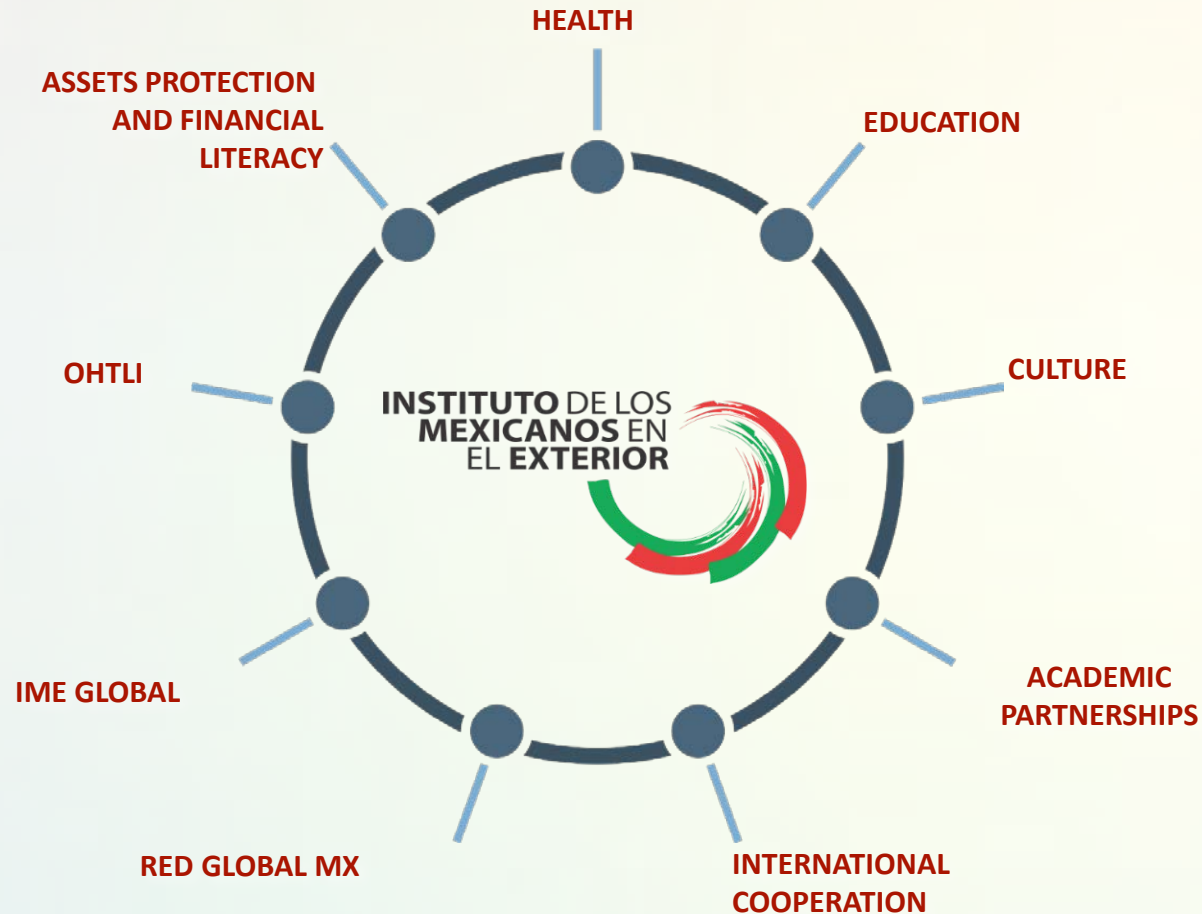 HEALTH
ASSETS PROTECTION
AND FINANCIAL
LITERACY
EDUCATION
OHTLI
CULTURE
INSTITUTO DE LOS
MEXICANOS EN
EL EXTERIOR
IME GLOBAL
ACADEMIC
PARTNERSHIPS
RED GLOBAL MX
INTERNATIONAL
COOPERATION